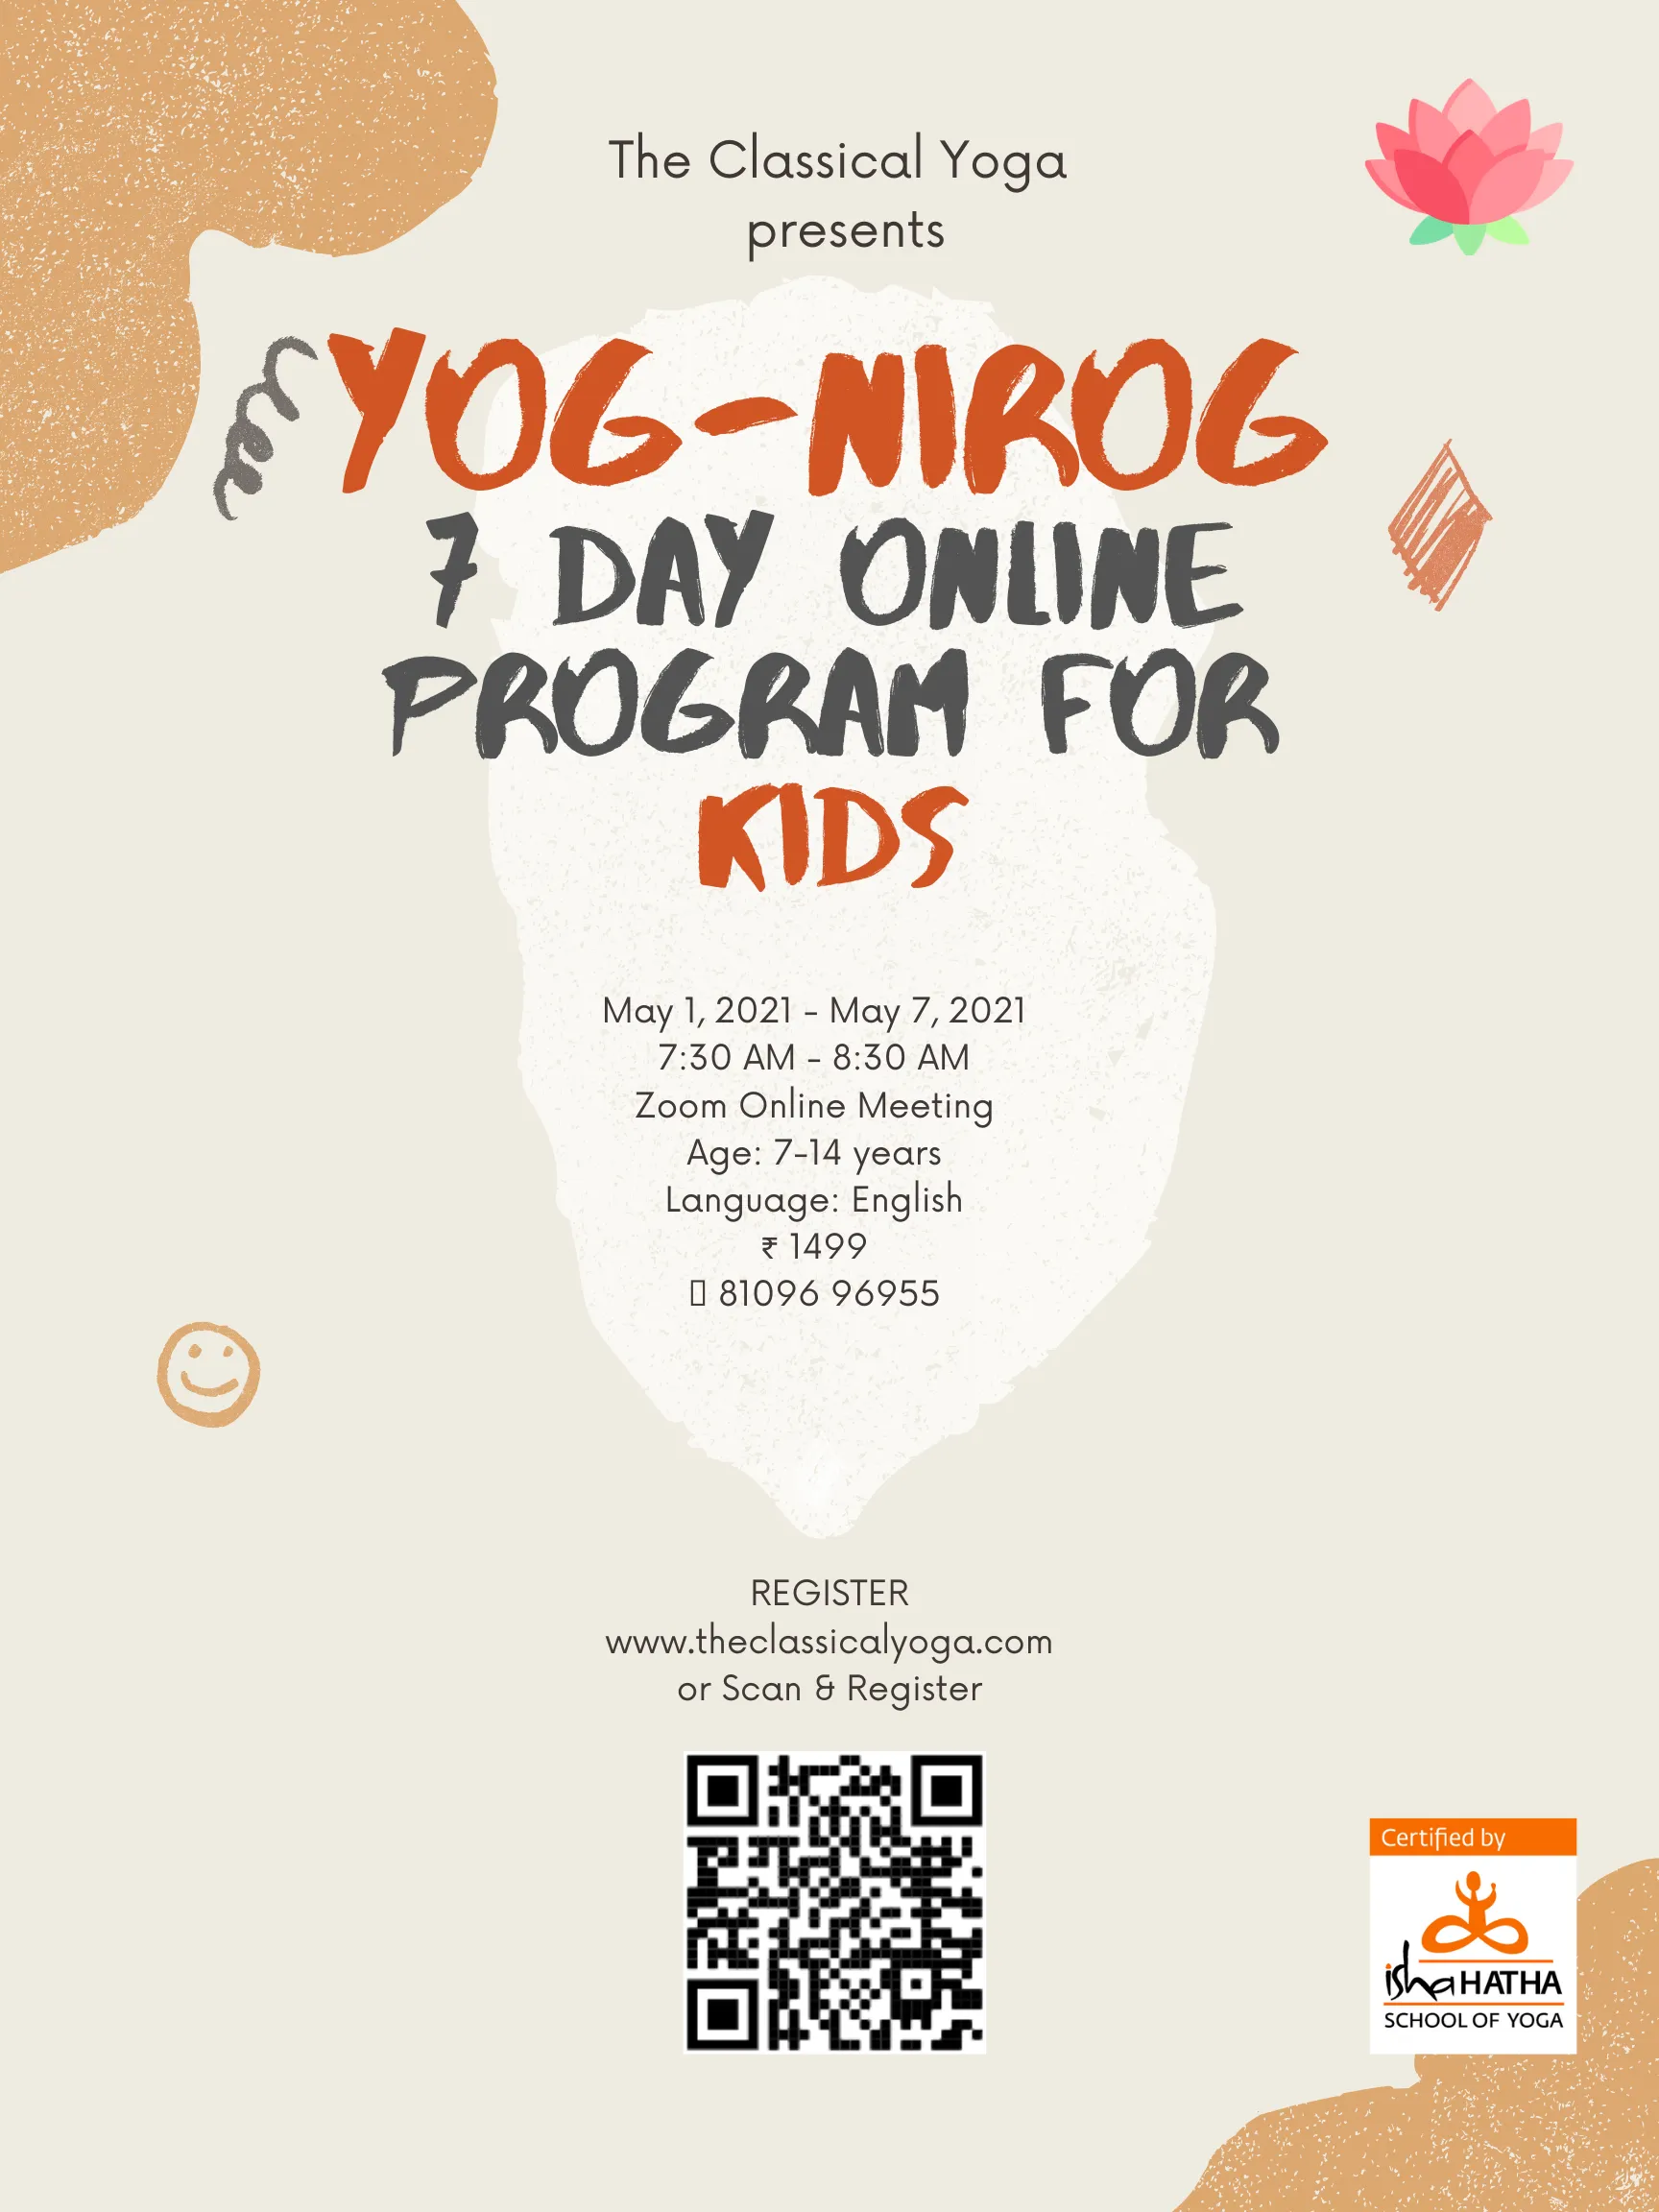 The Classical Yoga
presents
YOG-NIROG
7 DAY ONLINE
PROGRAM FOR
KIDS
May 1, 2021 - May 7, 2021
7:30 AM - 8:30 AM
Zoom Online Meeting
Age: 7-14 years
Language: English
₹ 1499
81096 96955
REGISTER
www.theclassicalyoga.com
or Scan & Register
Certified by
isha HATHA
SCHOOL OF YOGA